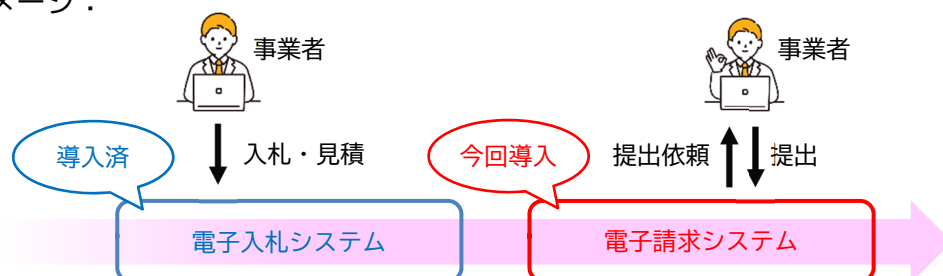 メージ：
事業者
事業者
導入済
入札・見積
今回導入
提出依頼
提出
電子入札システム
電子請求システム